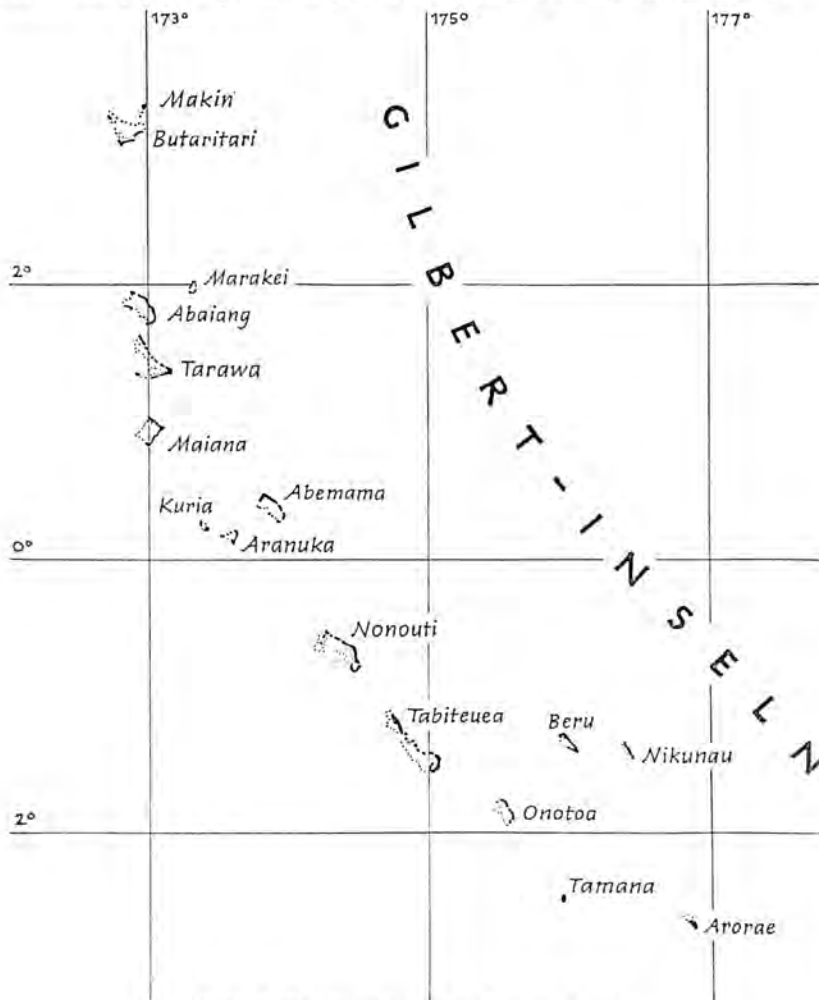 173°
175°
177°
Makin
Butaritari
GILBERT-INSELN
2°
Marakei
Abaiang
Tarawa
Maiana
Abemama
Kuria
Aranuka
0°
Nonouti
Tabiteuea
Beru
Nikunau
Onotoa
2°
Tamana
Arorae